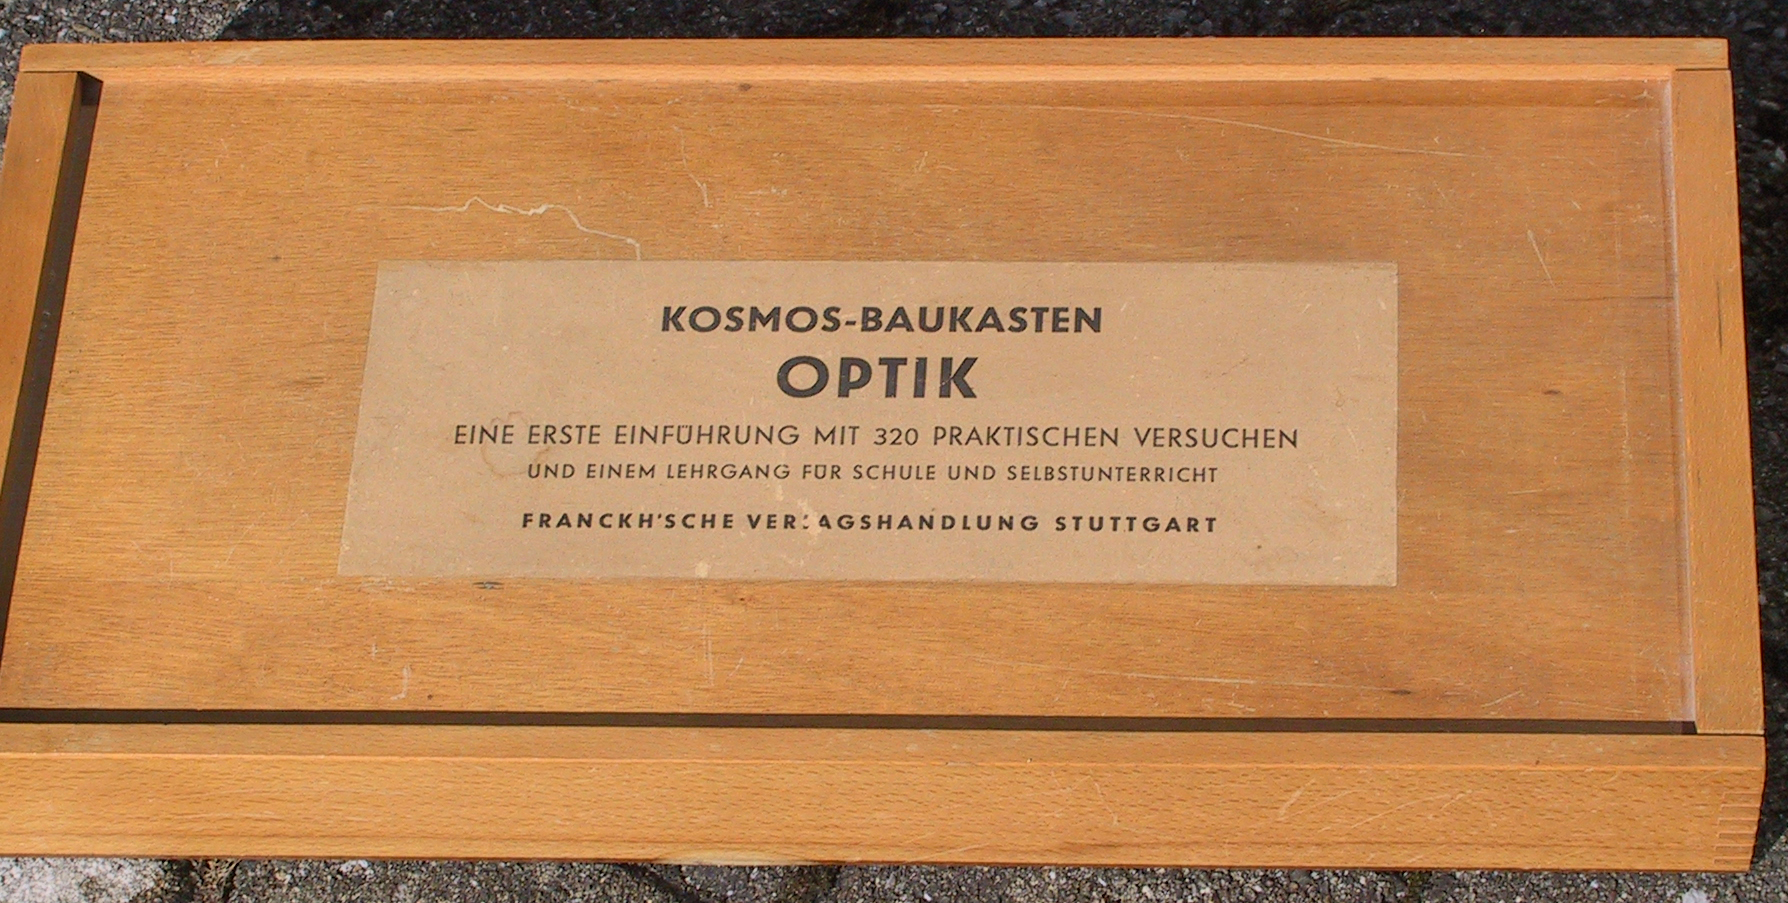 KOSMOS-BAUKASTEN
OPTIK
EINE ERSTE EINFÜHRUNG MIT 320 PRAKTISCHEN VERSUCHEN
UND EINEM LEHRGANG FÜR SCHULE UND SELBSTUNTERRICHT
FRANCKH'SCHE VERLAGSHANDLUNG STUTTGART